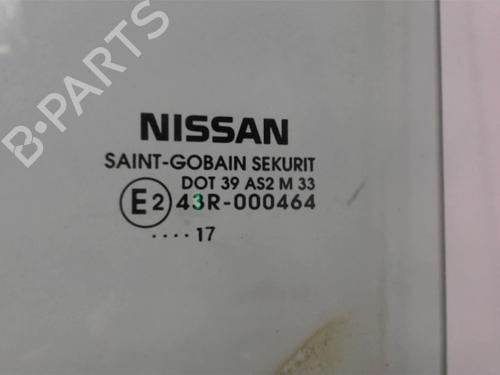 B-PARTS
NISSAN
SAINT-GOBAIN SEKURIT
DOT 39 AS2 M 33
E2 43R-000464
....17